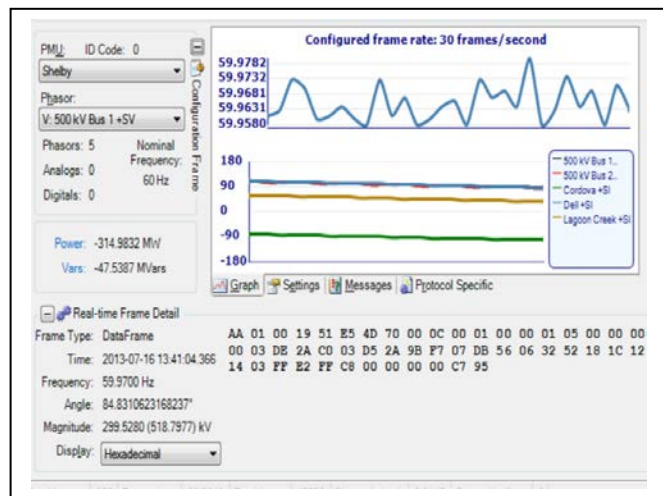 PMU: ID Code: 0
Shelby
Phasor:
V: 500 kV Bus 1 +SV
Phasors: 5
Nominal
Frequency:
60 Hz
Analogs: 0
Digitals: 0
Configuration Frame
Power: -314.9832 MW
Vars: -47.5387 MVars
Configured frame rate: 30 frames/second
59.9782
59.9732
59.9681
59.9631
59.9580
180
90
0
-90
-180
500 kV Bus 1..
500 kV Bus 2..
Cordova +SI
Dell +SI
Lagoon Creek +SI
Graph Settings Messages Protocol Specific
Real-time Frame Detail
Frame Type: DataFrame
Time: 2013-07-16 13:41:04.366
Frequency: 59.9700 Hz
Angle: 84.8310623168237°
Magnitude: 299.5280 (518.7977) kV
Display: Hexadecimal
AA 01 00 19 51 E5 4D 70 00 0C 00 01 00 00 01 05 00 00 00
00 03 DE 2A C0 03 D5 2A 9B F7 07 DB 56 06 32 52 18 1C 12
14 03 FF E2 FF C8 00 00 00 00 C7 95